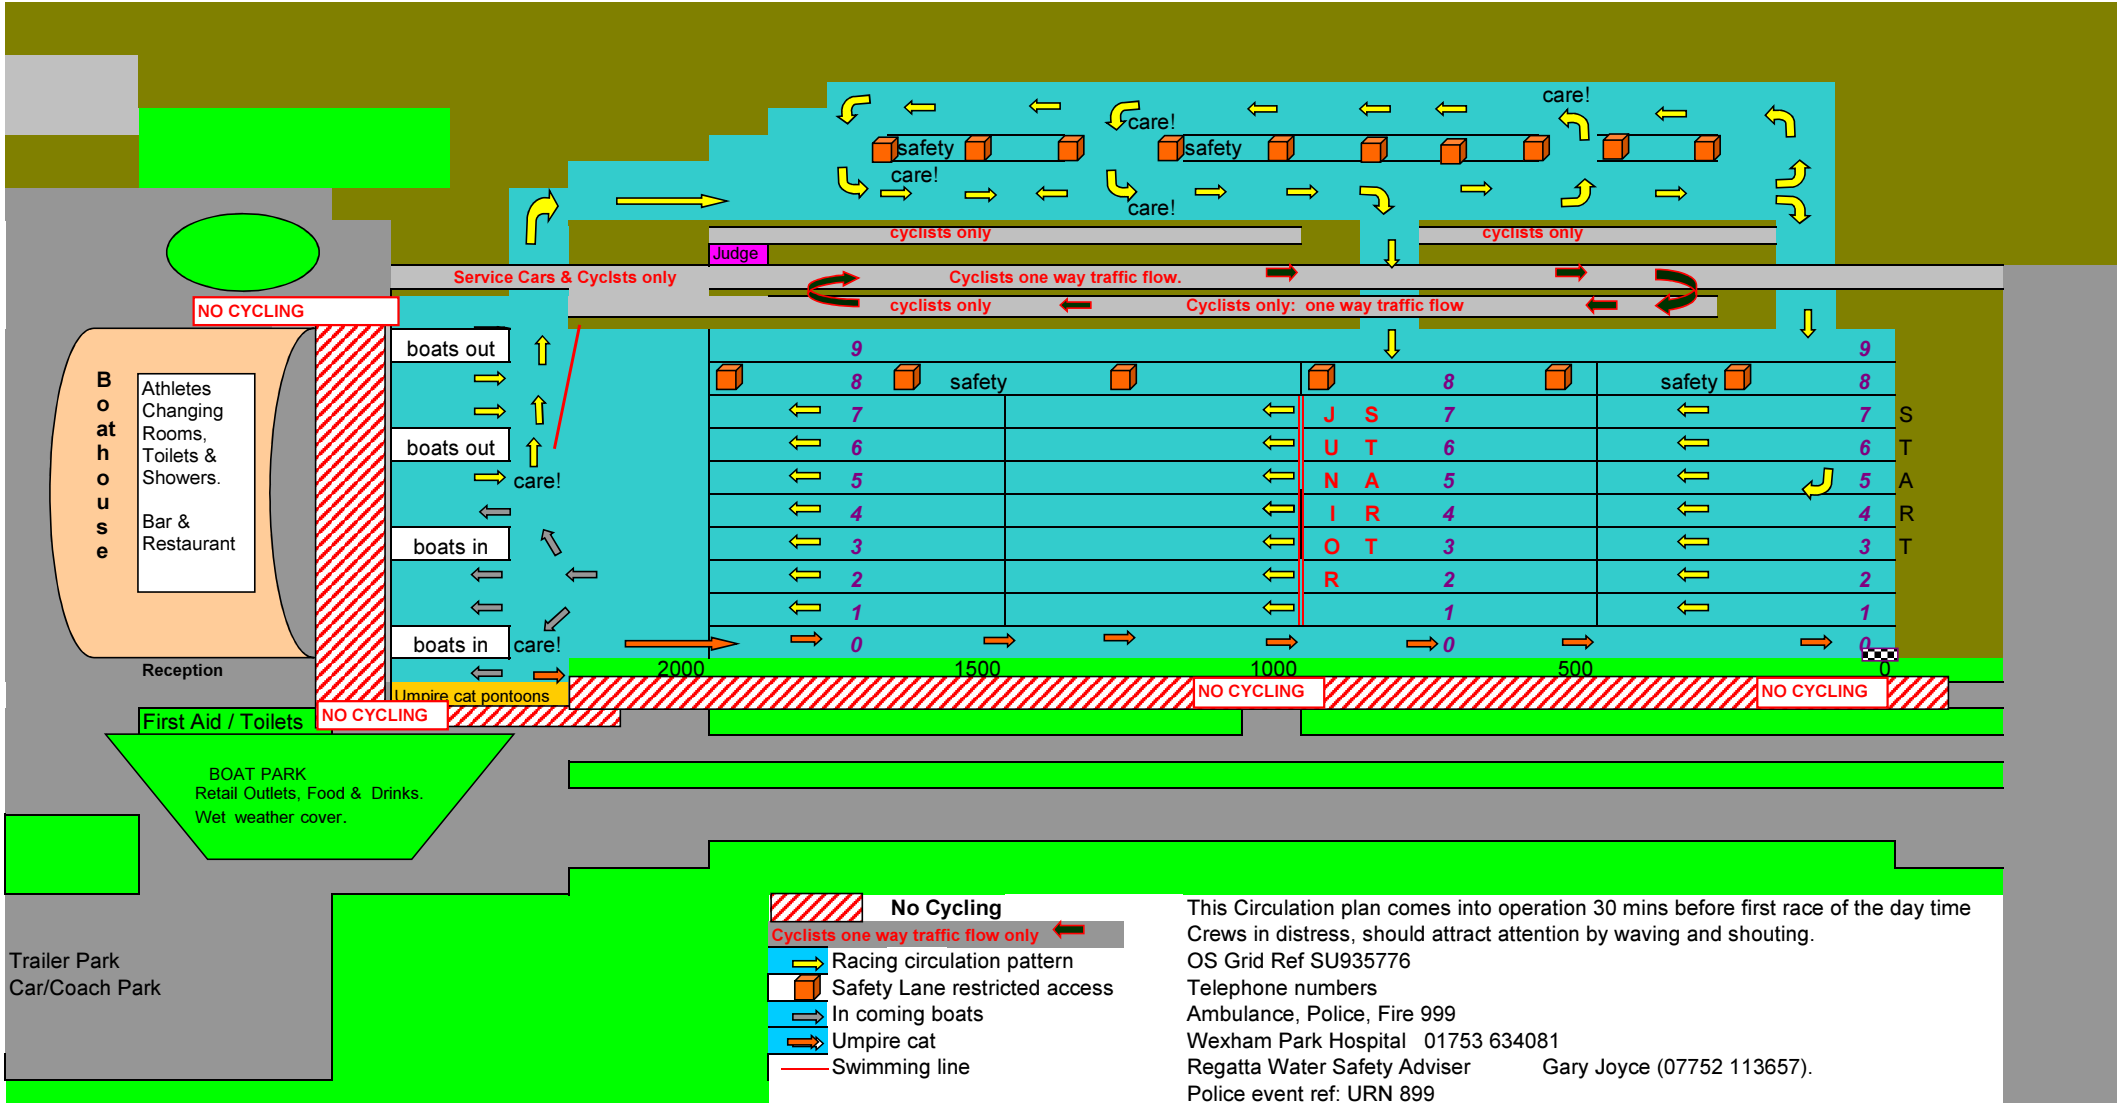 care!
care!
safety
safety
care!
care!
cyclists only
cyclists only
Judge
Service Cars & Cyclsts only
Cyclists one way traffic flow.
cyclists only
Cyclists only: one way traffic flow
NO CYCLING
boats out
9
9
Boathouse
Athletes
Changing
Rooms,
Toilets &
Showers.
Bar &
Restaurant
8
safety
8
safety
8
7
7
7
boats out
6
6
6
care!
5
5
5
4
4
4
boats in
3
3
3
2
2
2
1
1
1
JUNIOR
START
START
boats in
care!
0
0
0
Reception
2000
1500
1000
500
0
Umpire cat pontoons
NO CYCLING
NO CYCLING
First Aid / Toilets
NO CYCLING
BOAT PARK
Retail Outlets, Food & Drinks.
Wet weather cover.
Trailer Park
Car/Coach Park
No Cycling
Cyclists one way traffic flow only
Racing circulation pattern
Safety Lane restricted access
In coming boats
Umpire cat
Swimming line
This Circulation plan comes into operation 30 mins before first race of the day time
Crews in distress, should attract attention by waving and shouting.
OS Grid Ref SU935776
Telephone numbers
Ambulance, Police, Fire 999
Wexham Park Hospital 01753 634081
Regatta Water Safety Adviser Gary Joyce (07752 113657).
Police event ref: URN 899